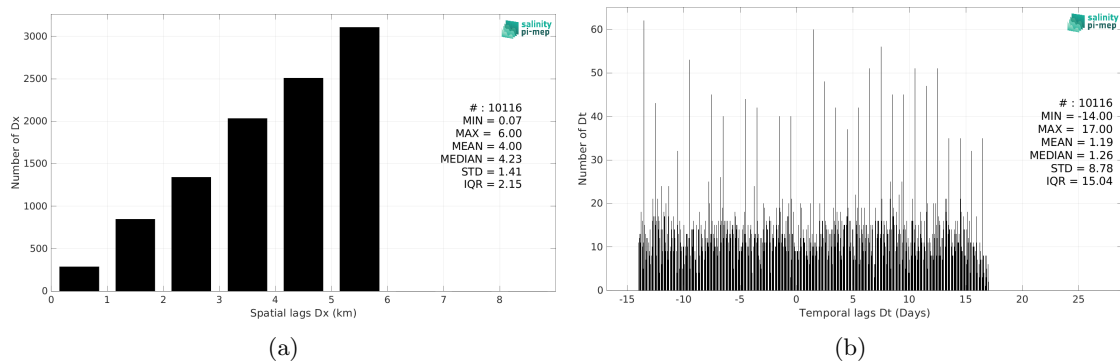 salinity
pi-mep
3000
2500
2000
1500
1000
500
0
Number of Dx
# : 10116
MIN = 0.07
MAX = 6.00
MEAN = 4.00
MEDIAN = 4.23
STD = 1.41
IQR = 2.15
0 1 2 3 4 5 6 7 8
Spatial lags Dx (km)
(a)
salinity
pi-mep
60
50
40
30
20
10
0
Number of Dt
# : 10116
MIN = -14.00
MAX = 17.00
MEAN = 1.19
MEDIAN = 1.26
STD = 8.78
IQR = 15.04
-15 -10 -5 0 5 10 15 20 25
Temporal lags Dt (Days)
(b)